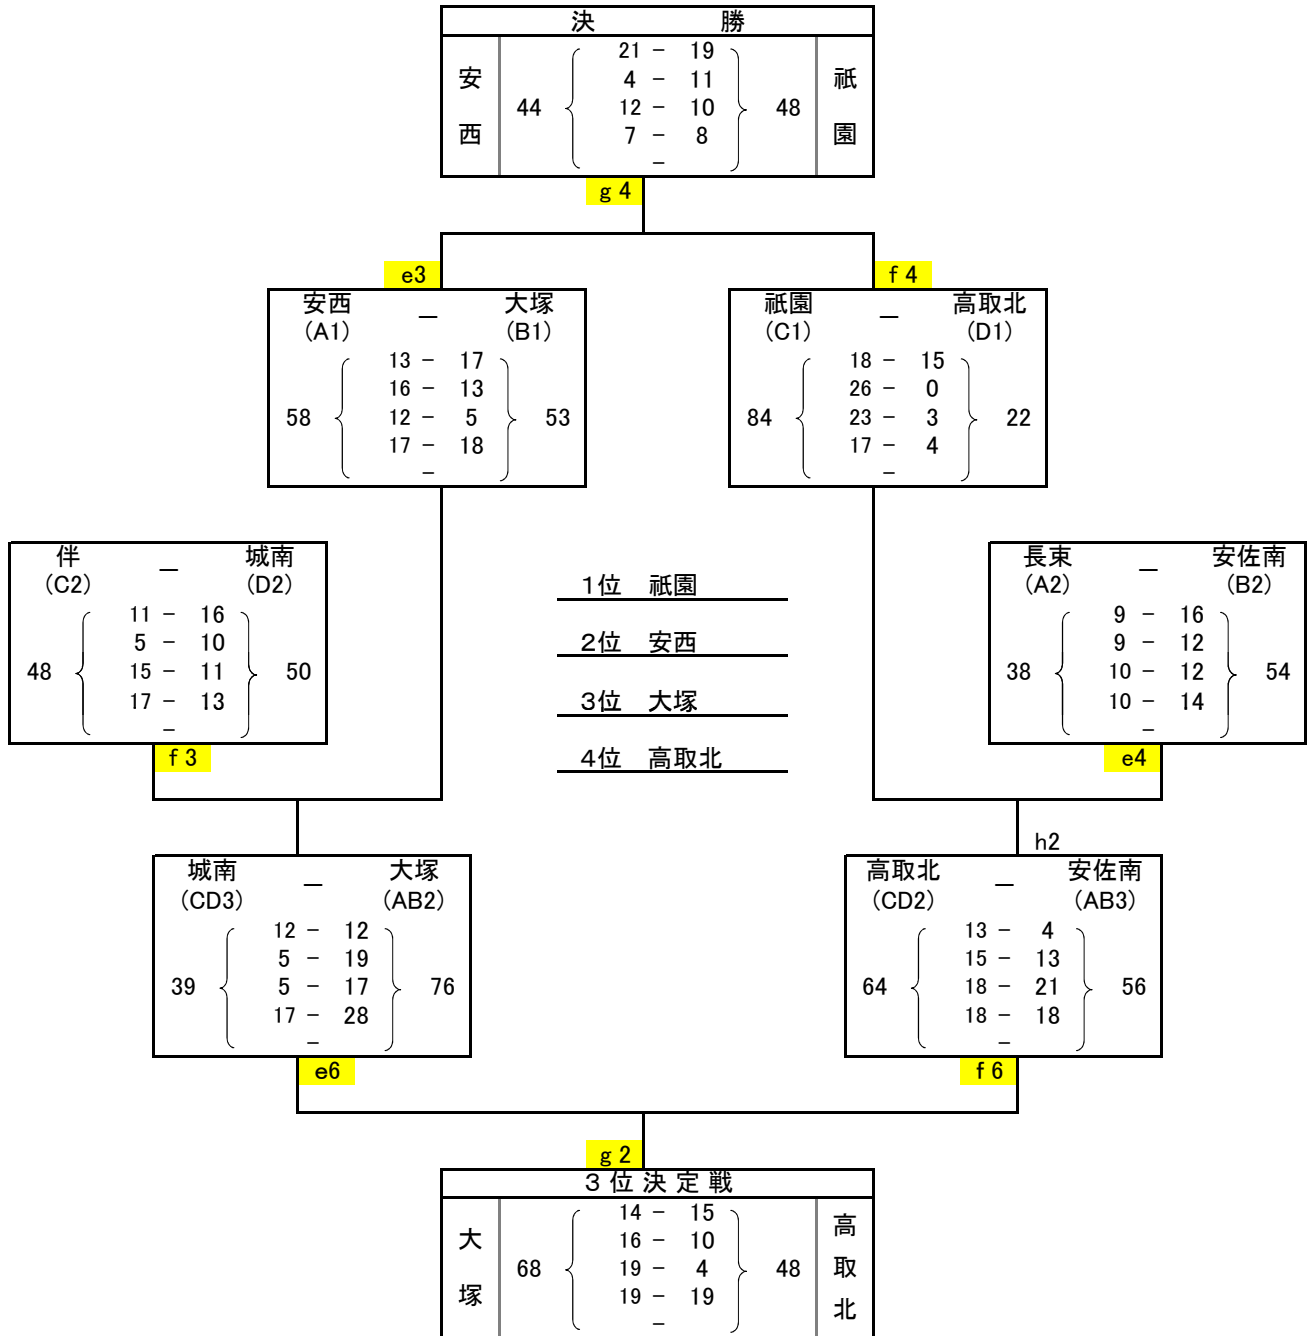 決 勝
安西 44 21 － 19 48 祇園
4 － 11
12 － 10
7 － 8
－
g 4
e3 f 4
安西 － 大塚
(A1) (B1)
13 － 17
16 － 13
58 12 － 5 53
17 － 18
－
祇園 － 高取北
(C1) (D1)
18 － 15
26 － 0
84 23 － 3 22
17 － 4
－
伴 － 城南
(C2) (D2)
11 － 16
5 － 10
48 15 － 11 50
17 － 13
－
f 3
1位 祇園
2位 安西
3位 大塚
4位 高取北
長束 － 安佐南
(A2) (B2)
9 － 16
9 － 12
38 10 － 12 54
10 － 14
－
e4
城南 － 大塚
(CD3) (AB2)
12 － 12
5 － 19
39 5 － 17 76
17 － 28
－
e6
h2
高取北 － 安佐南
(CD2) (AB3)
13 － 4
15 － 13
64 18 － 21 56
18 － 18
－
f 6
g 2
3 位 決 定 戦
大塚 68 14 － 15 48 高取北
16 － 10
19 － 4
19 － 19
－